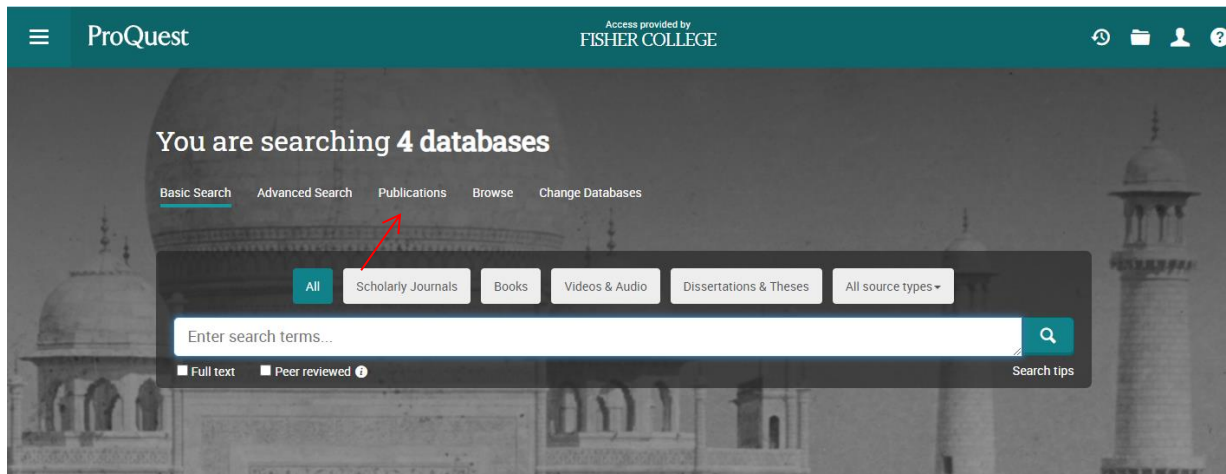 ProQuest
Access provided by
FISHER COLLEGE
?
You are searching 4 databases
Basic Search Advanced Search Publications Browse Change Databases
All Scholarly Journals Books Videos & Audio Dissertations & Theses All source types
Enter search terms...
Full text Peer reviewed i Search tips